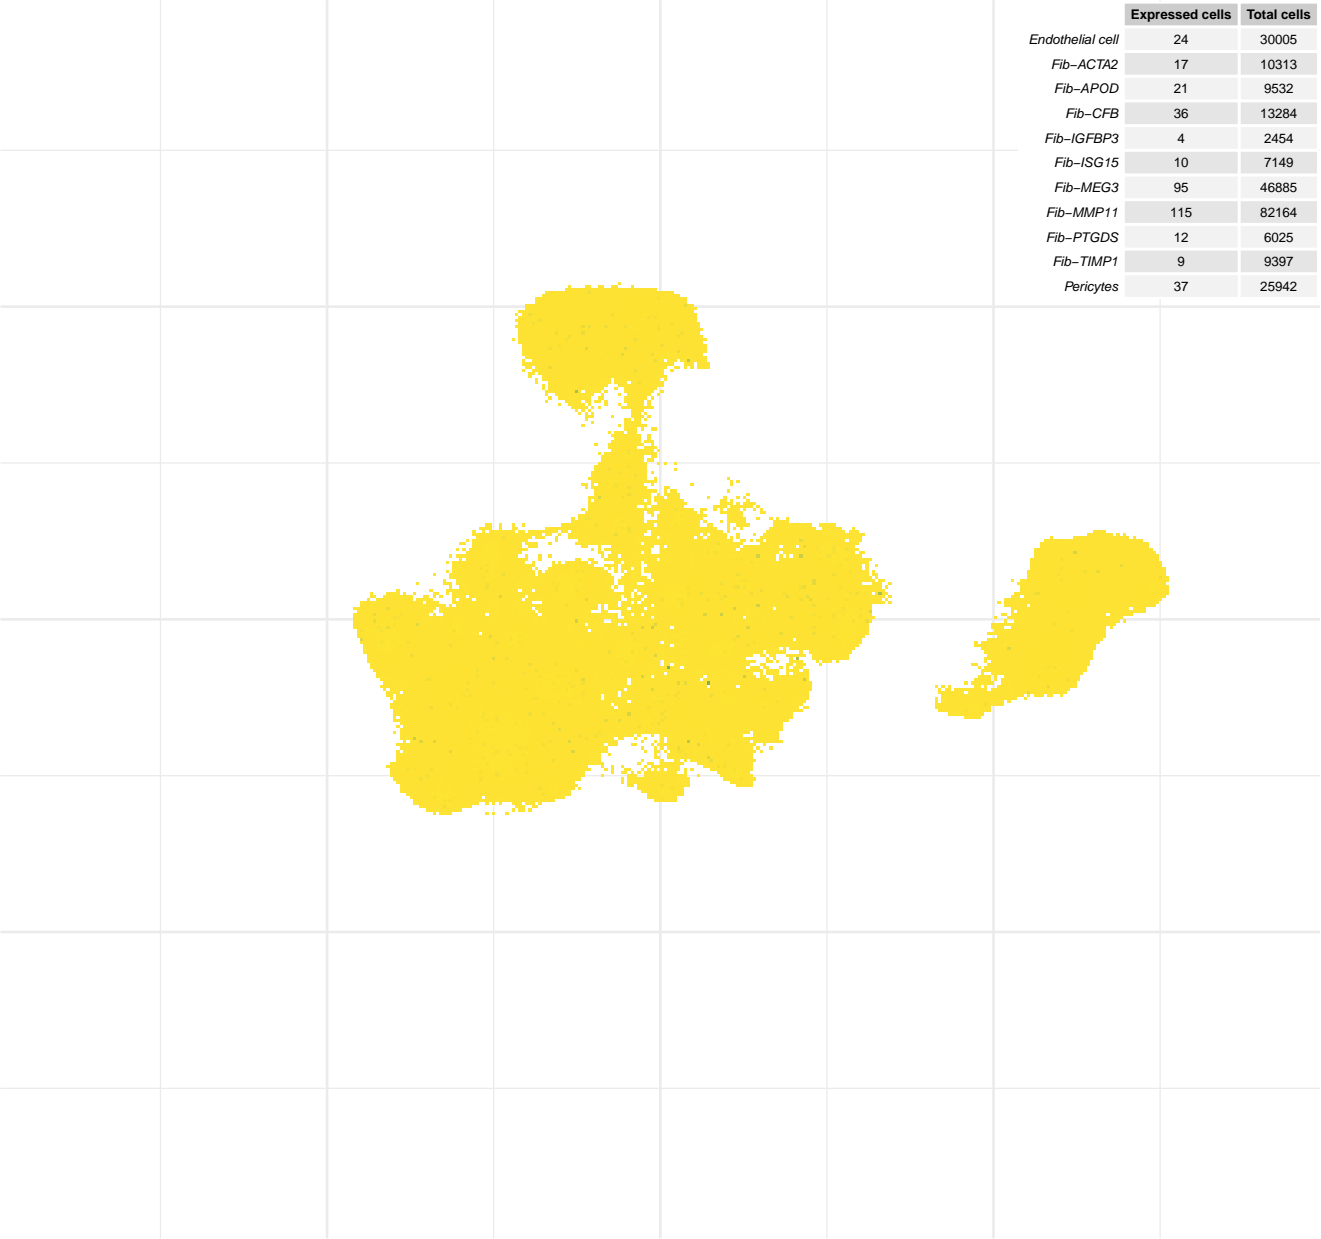 Expressed cells Total cells
Endothelial cell 24 30005
Fib−ACTA2 17 10313
Fib−APOD 21 9532
Fib−CFB 36 13284
Fib−IGFBP3 4 2454
Fib−ISG15 10 7149
Fib−MEG3 95 46885
Fib−MMP11 115 82164
Fib−PTGDS 12 6025
Fib−TIMP1 9 9397
Pericytes 37 25942